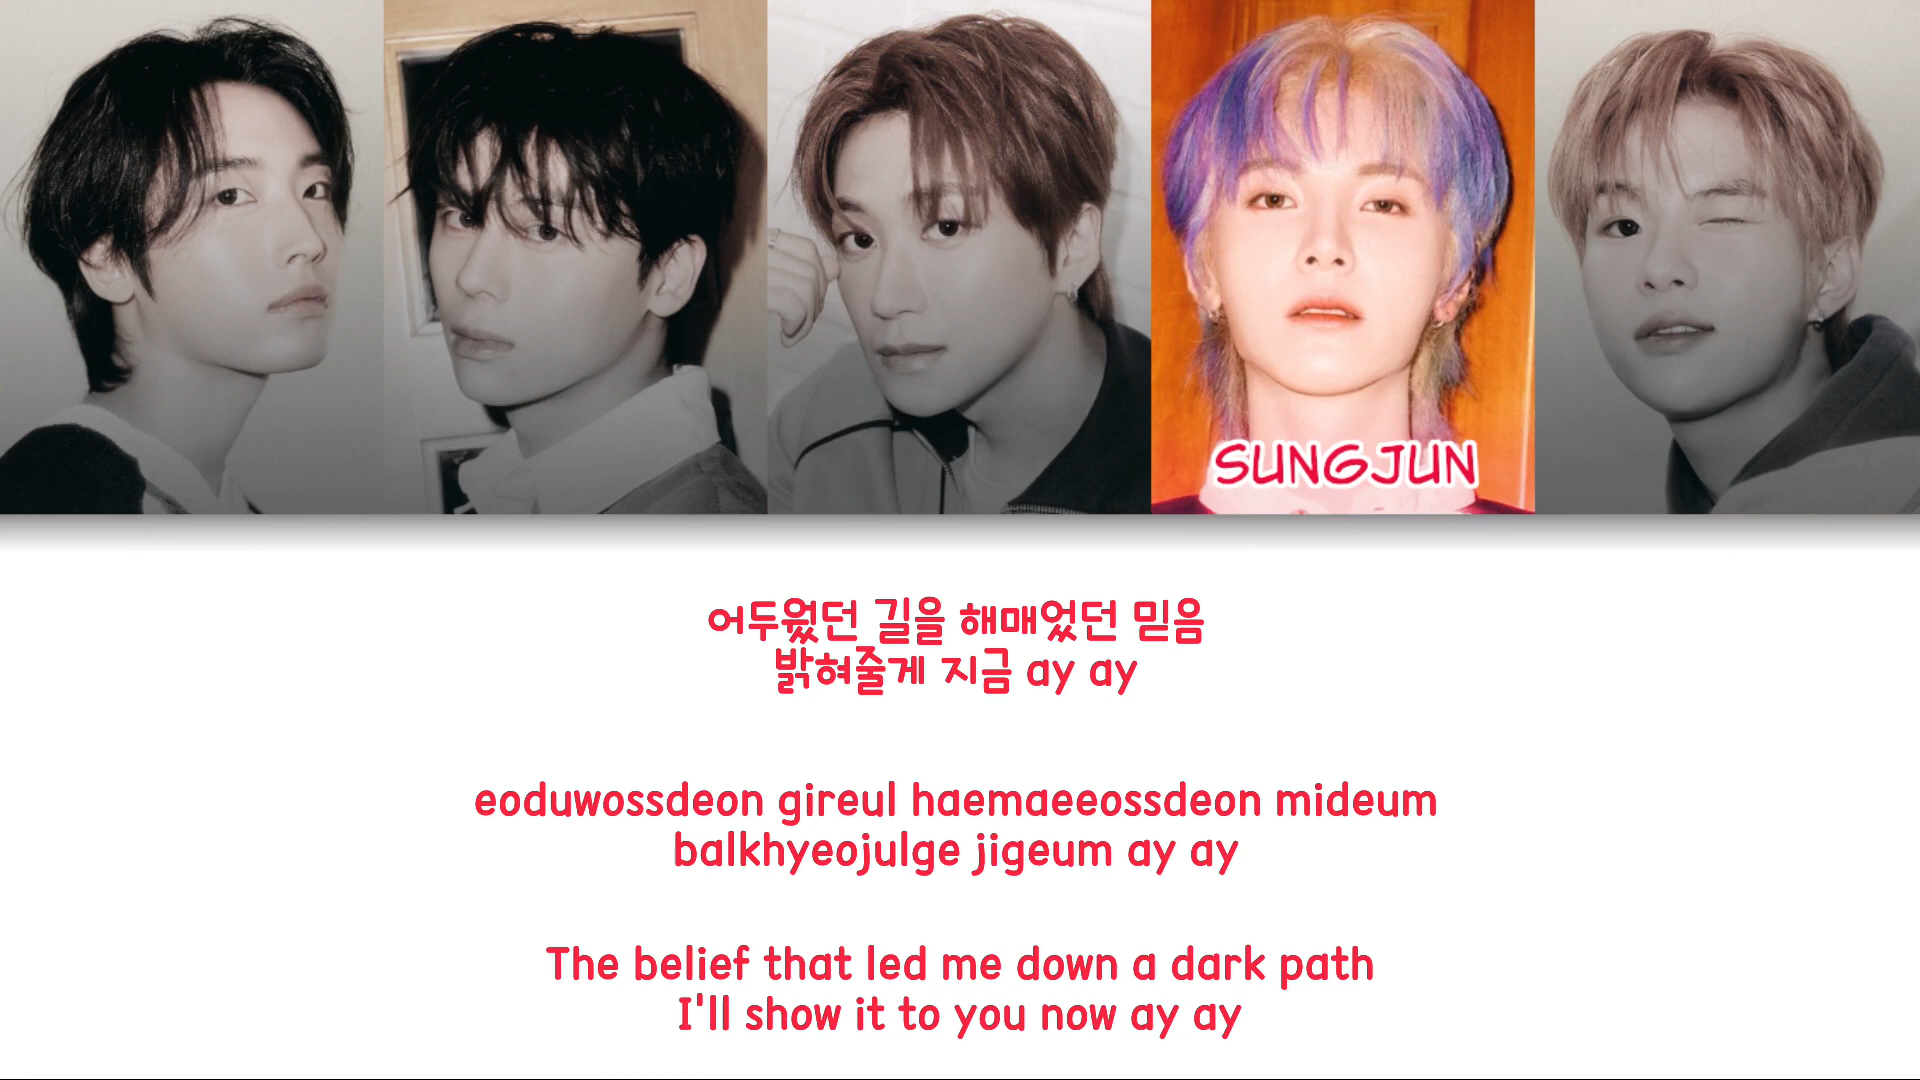 SUNGJUN
어두웠던 길을 해매었던 믿음
밝혀줄게 지금 ay ay
eoduwossdeon gireul haemaeeossdeon mideum
balkhyeojulge jigeum ay ay
The belief that led me down a dark path
I'll show it to you now ay ay